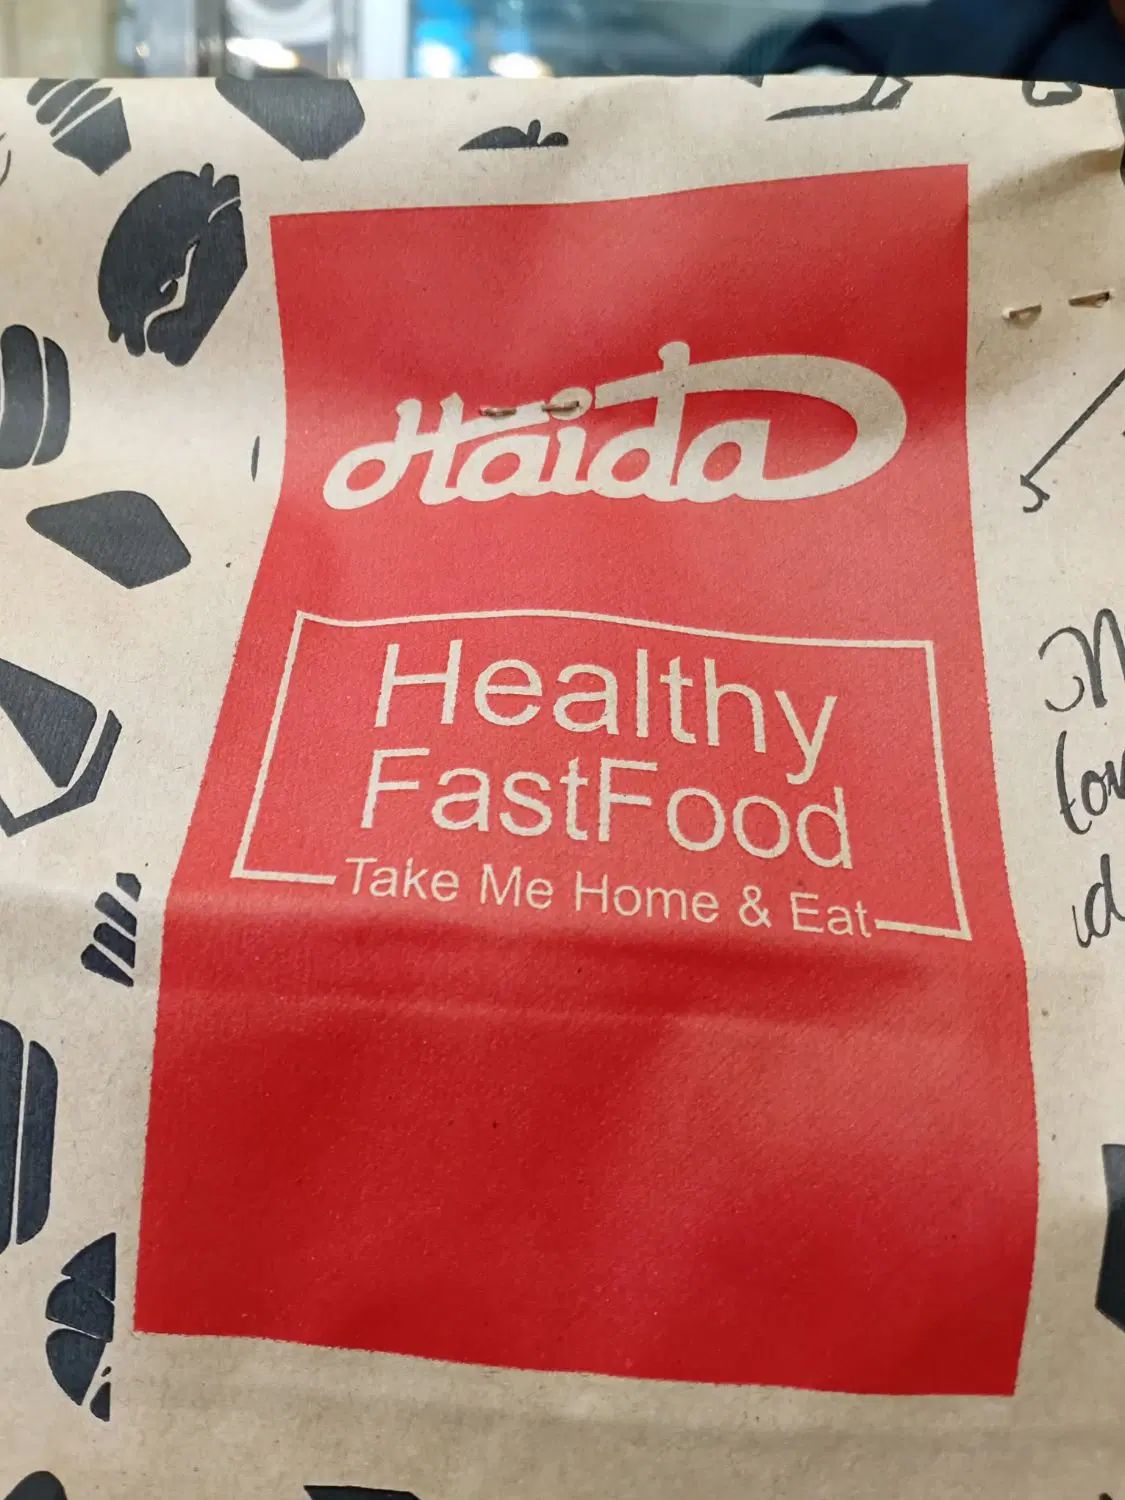 Haida
Healthy
FastFood
Take Me Home & Eat